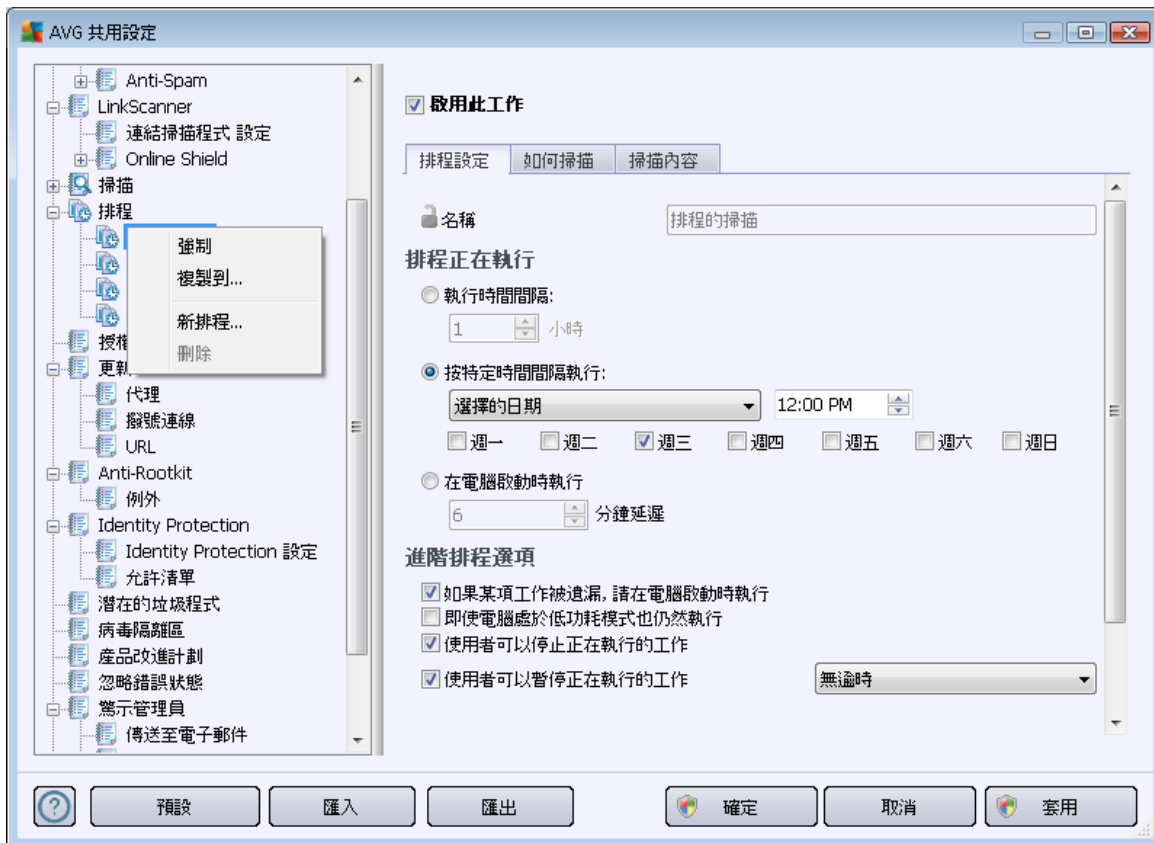 AVG 共用設定
Anti-Spam
LinkScanner
連結掃描程式 設定
Online Shield
掃描
排程
強制
複製到...
新排程...
刪除
更新
代理
撥號連線
URL
Anti-Rootkit
例外
Identity Protection
Identity Protection 設定
允許清單
潛在的垃圾程式
病毒隔離區
產品改進計劃
忽略錯誤狀態
警示管理員
傳送至電子郵件
啟用此工作
排程設定 如何掃描 掃描內容
名稱 排程的掃描
排程正在執行
執行時間間隔:
1 小時
按特定時間間隔執行:
選擇的日期 12:00 PM
週一 週二 週三 週四 週五 週六 週日
在電腦啟動時執行
6 分鐘延遲
進階排程選項
如果某項工作被遺漏, 請在電腦啟動時執行
即使電腦處於低功耗模式也仍然執行
使用者可以停止正在執行的工作
使用者可以暫停正在執行的工作 無逾時
預設 匯入 匯出 確定 取消 套用